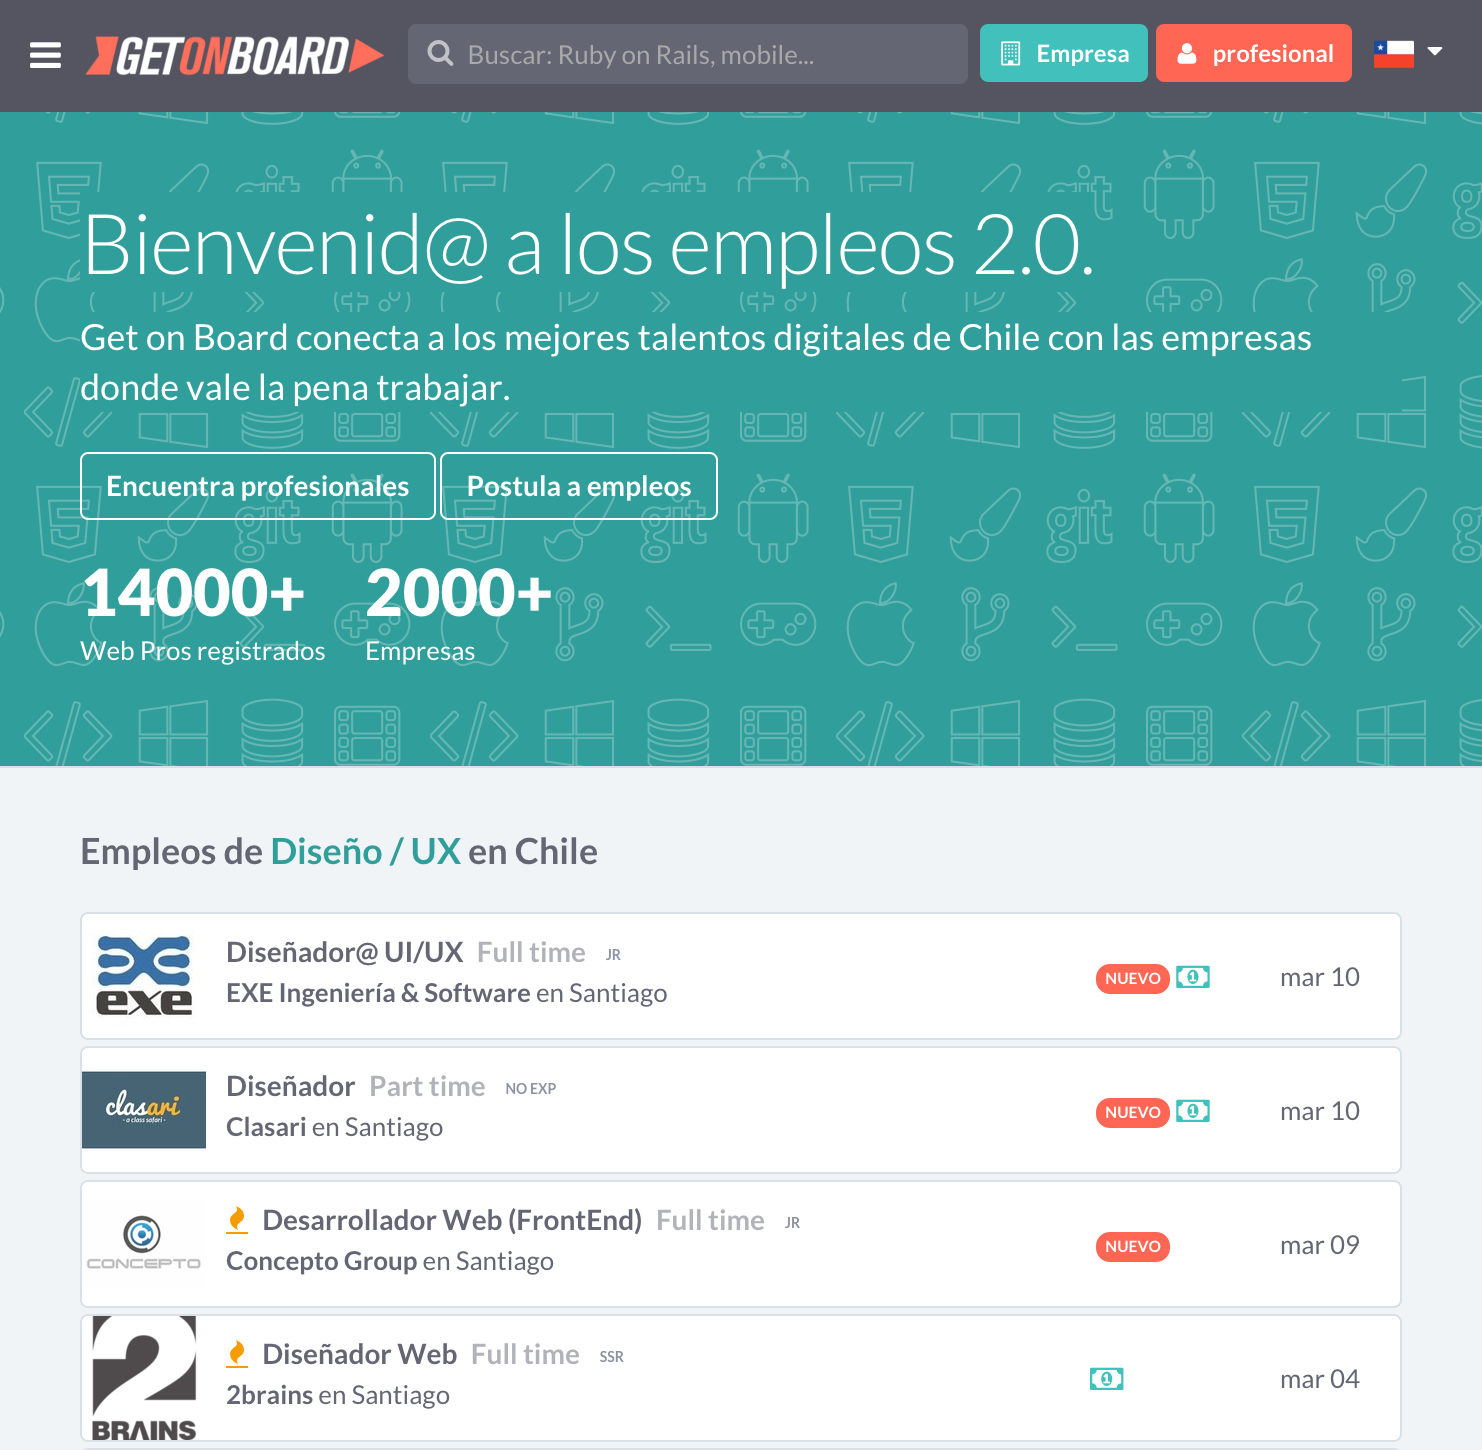 GETONBOARD
Buscar: Ruby on Rails, mobile...
Empresa
profesional
Bienvenid@ a los empleos 2.0.
Get on Board conecta a los mejores talentos digitales de Chile con las empresas
donde vale la pena trabajar.
Encuentra profesionales
Postula a empleos
14000+
Web Pros registrados
2000+
Empresas
Empleos de Diseño / UX en Chile
exe
Diseñador@ UI/UX Full time JR
EXE Ingeniería & Software en Santiago
NUEVO
mar 10
clasari
- a class safari -
Diseñador Part time NO EXP
Clasari en Santiago
NUEVO
mar 10
CONCEPTO
Desarrollador Web (FrontEnd) Full time JR
Concepto Group en Santiago
NUEVO
mar 09
2
BRAINS
Diseñador Web Full time SSR
2brains en Santiago
mar 04